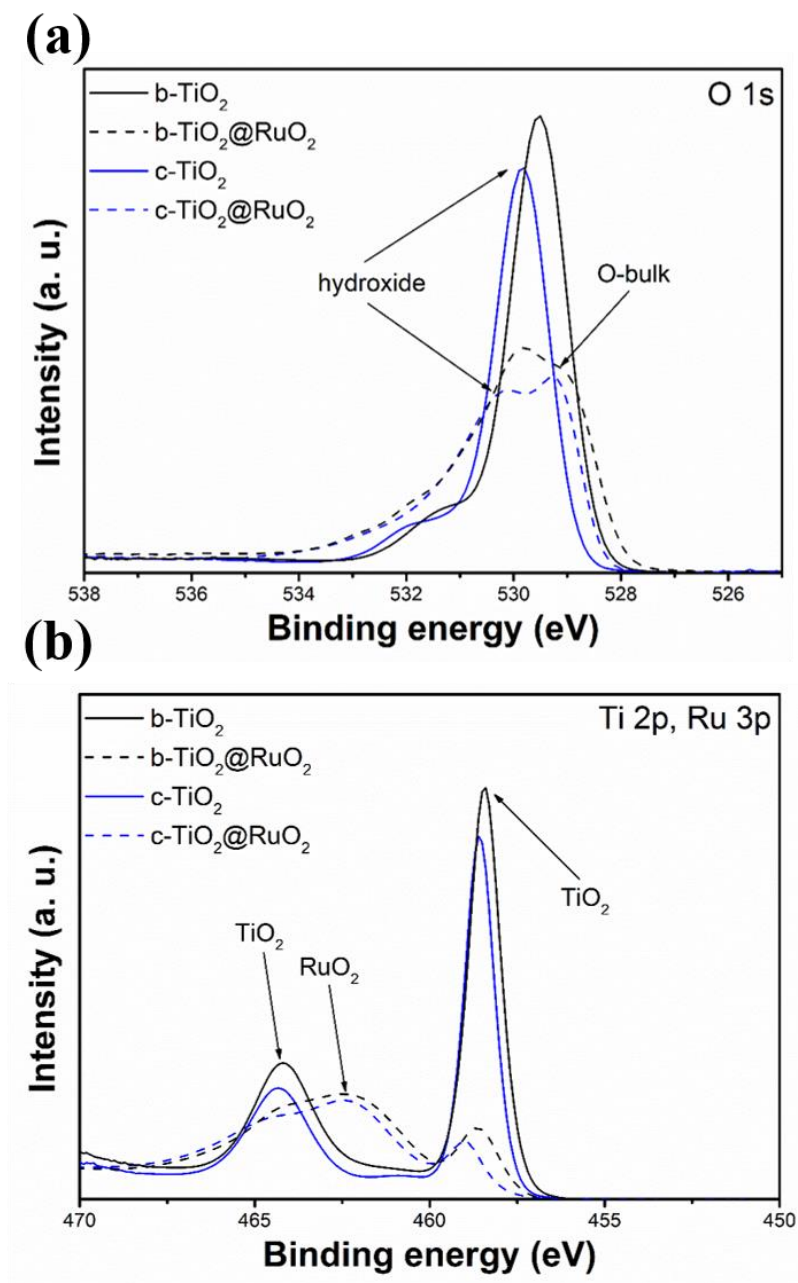 (a)
O 1s
b-TiO₂
b-TiO₂@RuO₂
c-TiO₂
c-TiO₂@RuO₂
hydroxide
O-bulk
Intensity (a. u.)
538 536 534 532 530 528 526
Binding energy (eV)
(b)
Ti 2p, Ru 3p
b-TiO₂
b-TiO₂@RuO₂
c-TiO₂
c-TiO₂@RuO₂
TiO₂
TiO₂
RuO₂
Intensity (a. u.)
470 465 460 455 450
Binding energy (eV)